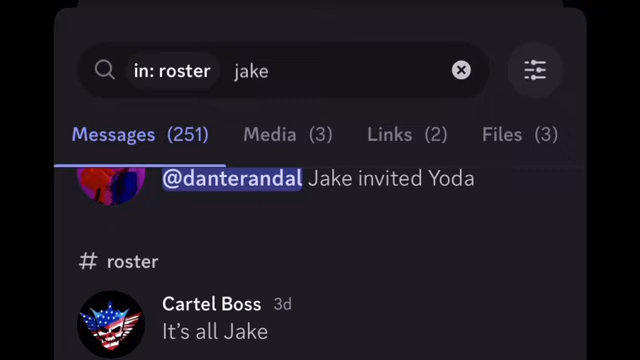 in: roster jake
Messages (251) Media (3) Links (2) Files (3)
@danterandal Jake invited Yoda
# roster
Cartel Boss 3d
It's all Jake